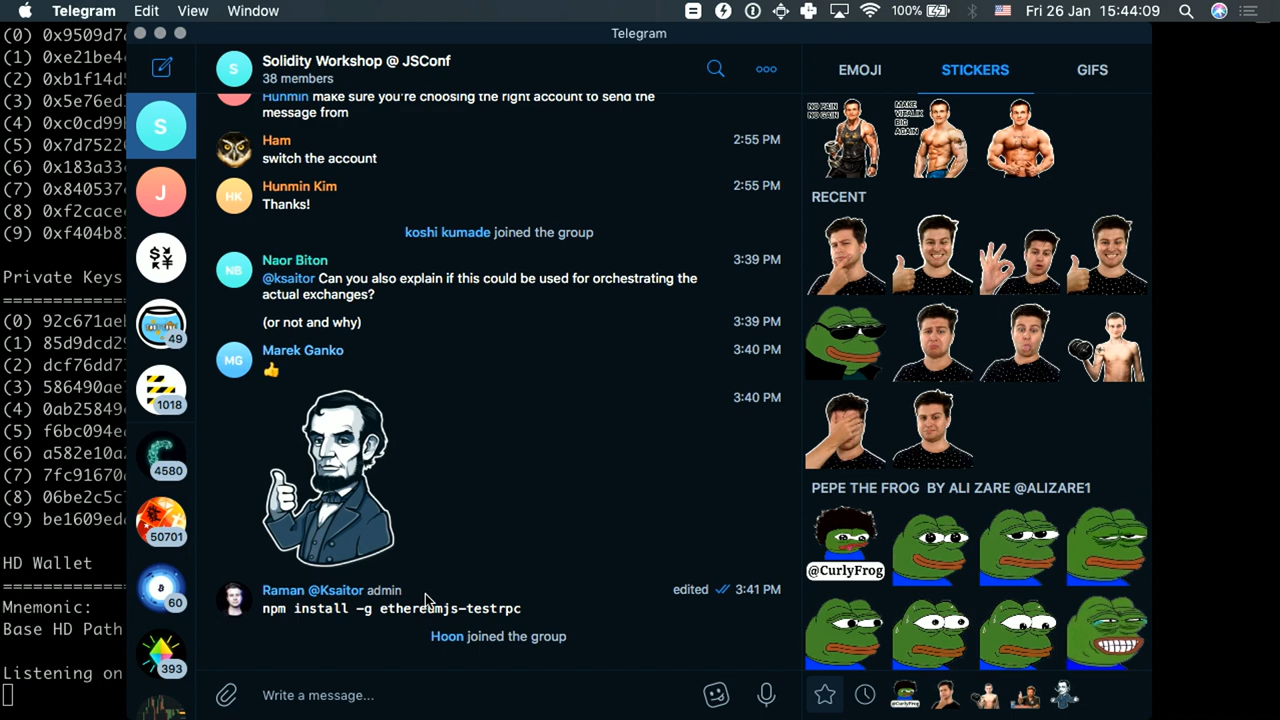 Telegram Edit View Window
100% Fri 26 Jan 15:44:09
Telegram
(0) 0x9509d7
(1) 0xe21be4
(2) 0xb1f14d
(3) 0x5e76ed
(4) 0xc0cd99
(5) 0x7d7522
(6) 0x183a33
(7) 0x840537
(8) 0xf2cace
(9) 0xf404b8
Private Keys
==================
(0) 92c671ae
(1) 85d9dcd29
(2) dcf76dd7
(3) 586490ae
(4) 0ab25849
(5) f6bc094e
(6) a582e10a
(7) 7fc91670
(8) 06be2c5c
(9) be1609ed
HD Wallet
==================
Mnemonic:
Base HD Path
Listening on
S
J
49
1018
4580
50701
60
393
S
Solidity Workshop @ JSConf
38 members
Hunmin make sure you're choosing the right account to send the
message from
Ham 2:55 PM
switch the account
HK
Hunmin Kim 2:55 PM
Thanks!
koshi kumade joined the group
NB
Naor Biton 3:39 PM
@ksaitor Can you also explain if this could be used for orchestrating the
actual exchanges?
(or not and why) 3:39 PM
MG
Marek Ganko 3:40 PM
3:40 PM
Raman @Ksaitor admin edited 3:41 PM
npm install -g ethereumjs-testrpc
Hoon joined the group
Write a message...
EMOJI STICKERS GIFS
NO PAIN
NO GAIN
MAKE
VITALIK
BIG
AGAIN
RECENT
PEPE THE FROG BY ALI ZARE @ALIZARE1
@CurlyFrog